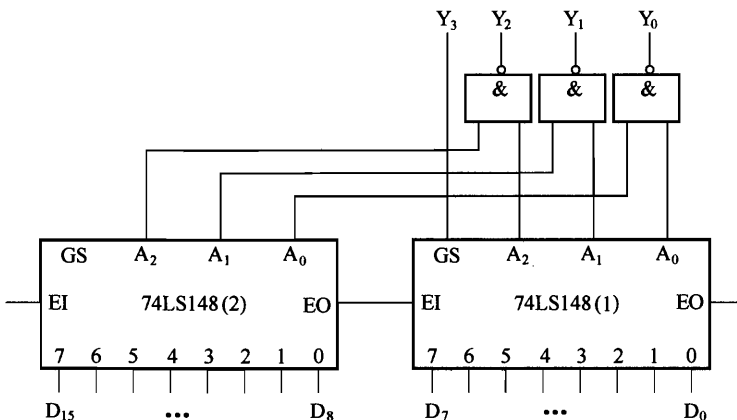 Y₃ Y₂ Y₁ Y₀
& & &
GS A₂ A₁ A₀ GS A₂ A₁ A₀
EI 74LS148(2) EO EI 74LS148(1) EO
7 6 5 4 3 2 1 0 7 6 5 4 3 2 1 0
D₁₅ ••• D₈ D₇ ••• D₀